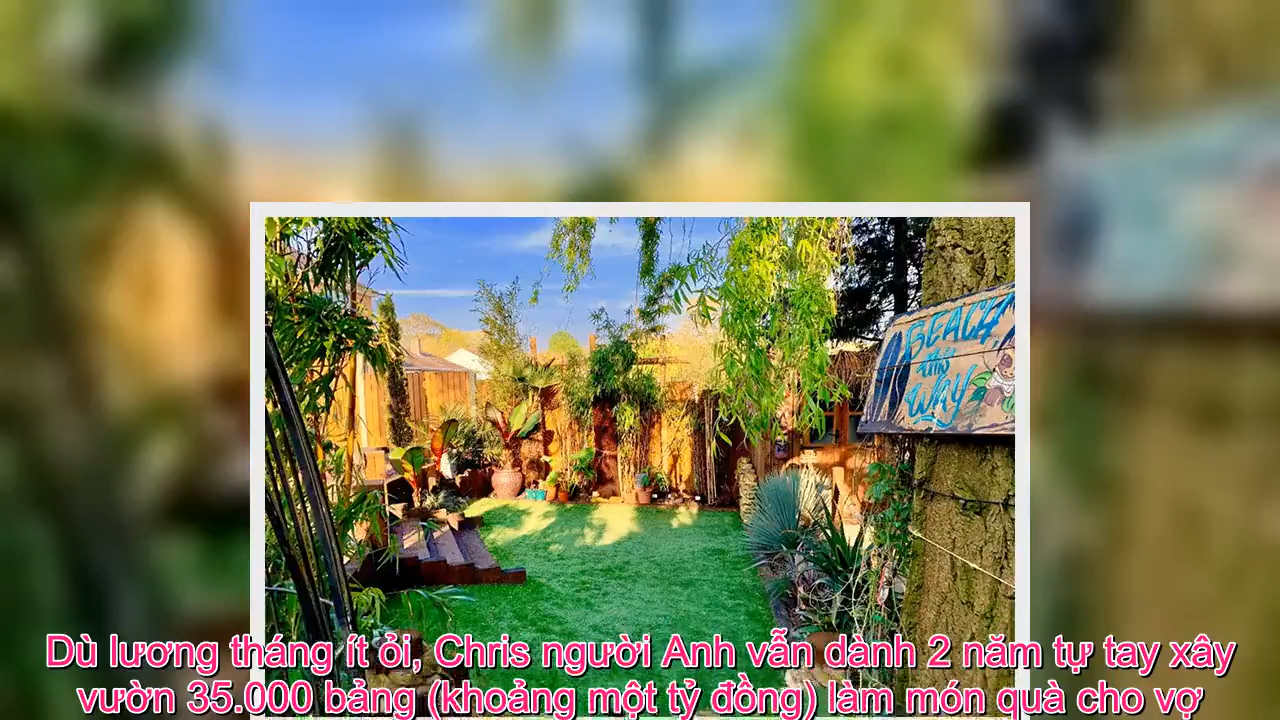 BEACH
this
WAY
Dù lương tháng ít ỏi, Chris người Anh vẫn dành 2 năm tự tay xây
vườn 35.000 bảng (khoảng một tỷ đồng) làm món quà cho vợ